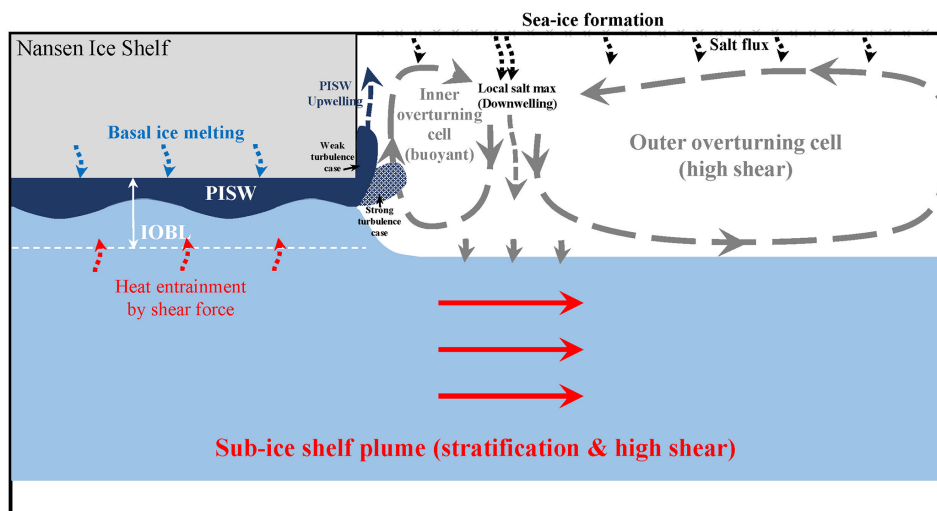 Sea-ice formation
Nansen Ice Shelf
Salt flux
PISW
Upwelling
Inner
overturning
cell
(buoyant)
Local salt max
(Downwelling)
Outer overturning cell
(high shear)
Basal ice melting
Weak
turbulence
case
PISW
Strong
turbulence
case
IOBL
Heat entrainment
by shear force
Sub-ice shelf plume (stratification & high shear)